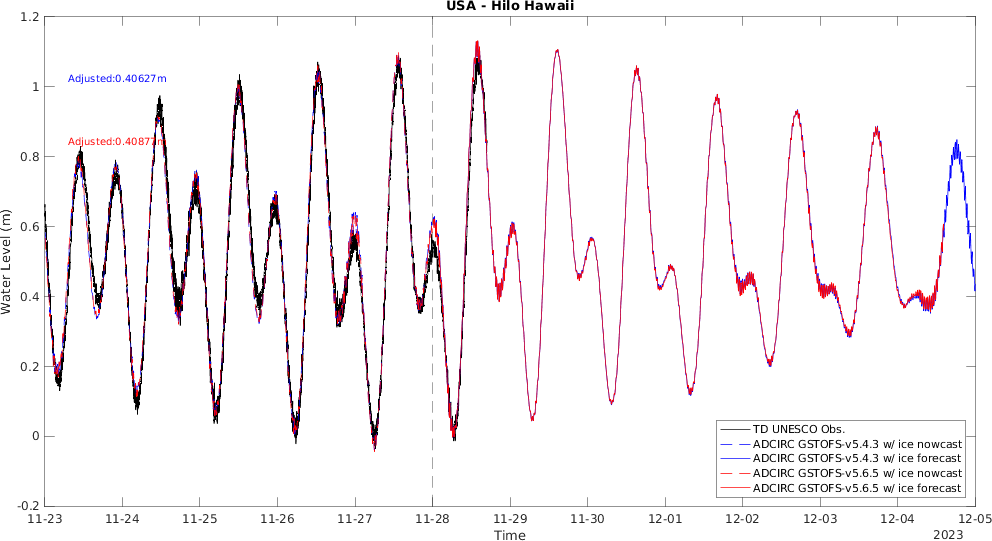 USA - Hilo Hawaii
1.2
1
0.8
0.6
0.4
0.2
0
-0.2
Water Level (m)
Adjusted:0.40627m
Adjusted:0.40877m
TD UNESCO Obs.
ADCIRC GSTOFS-v5.4.3 w/ ice nowcast
ADCIRC GSTOFS-v5.4.3 w/ ice forecast
ADCIRC GSTOFS-v5.6.5 w/ ice nowcast
ADCIRC GSTOFS-v5.6.5 w/ ice forecast
11-23 11-24 11-25 11-26 11-27 11-28 11-29 11-30 12-01 12-02 12-03 12-04 12-05
Time
2023